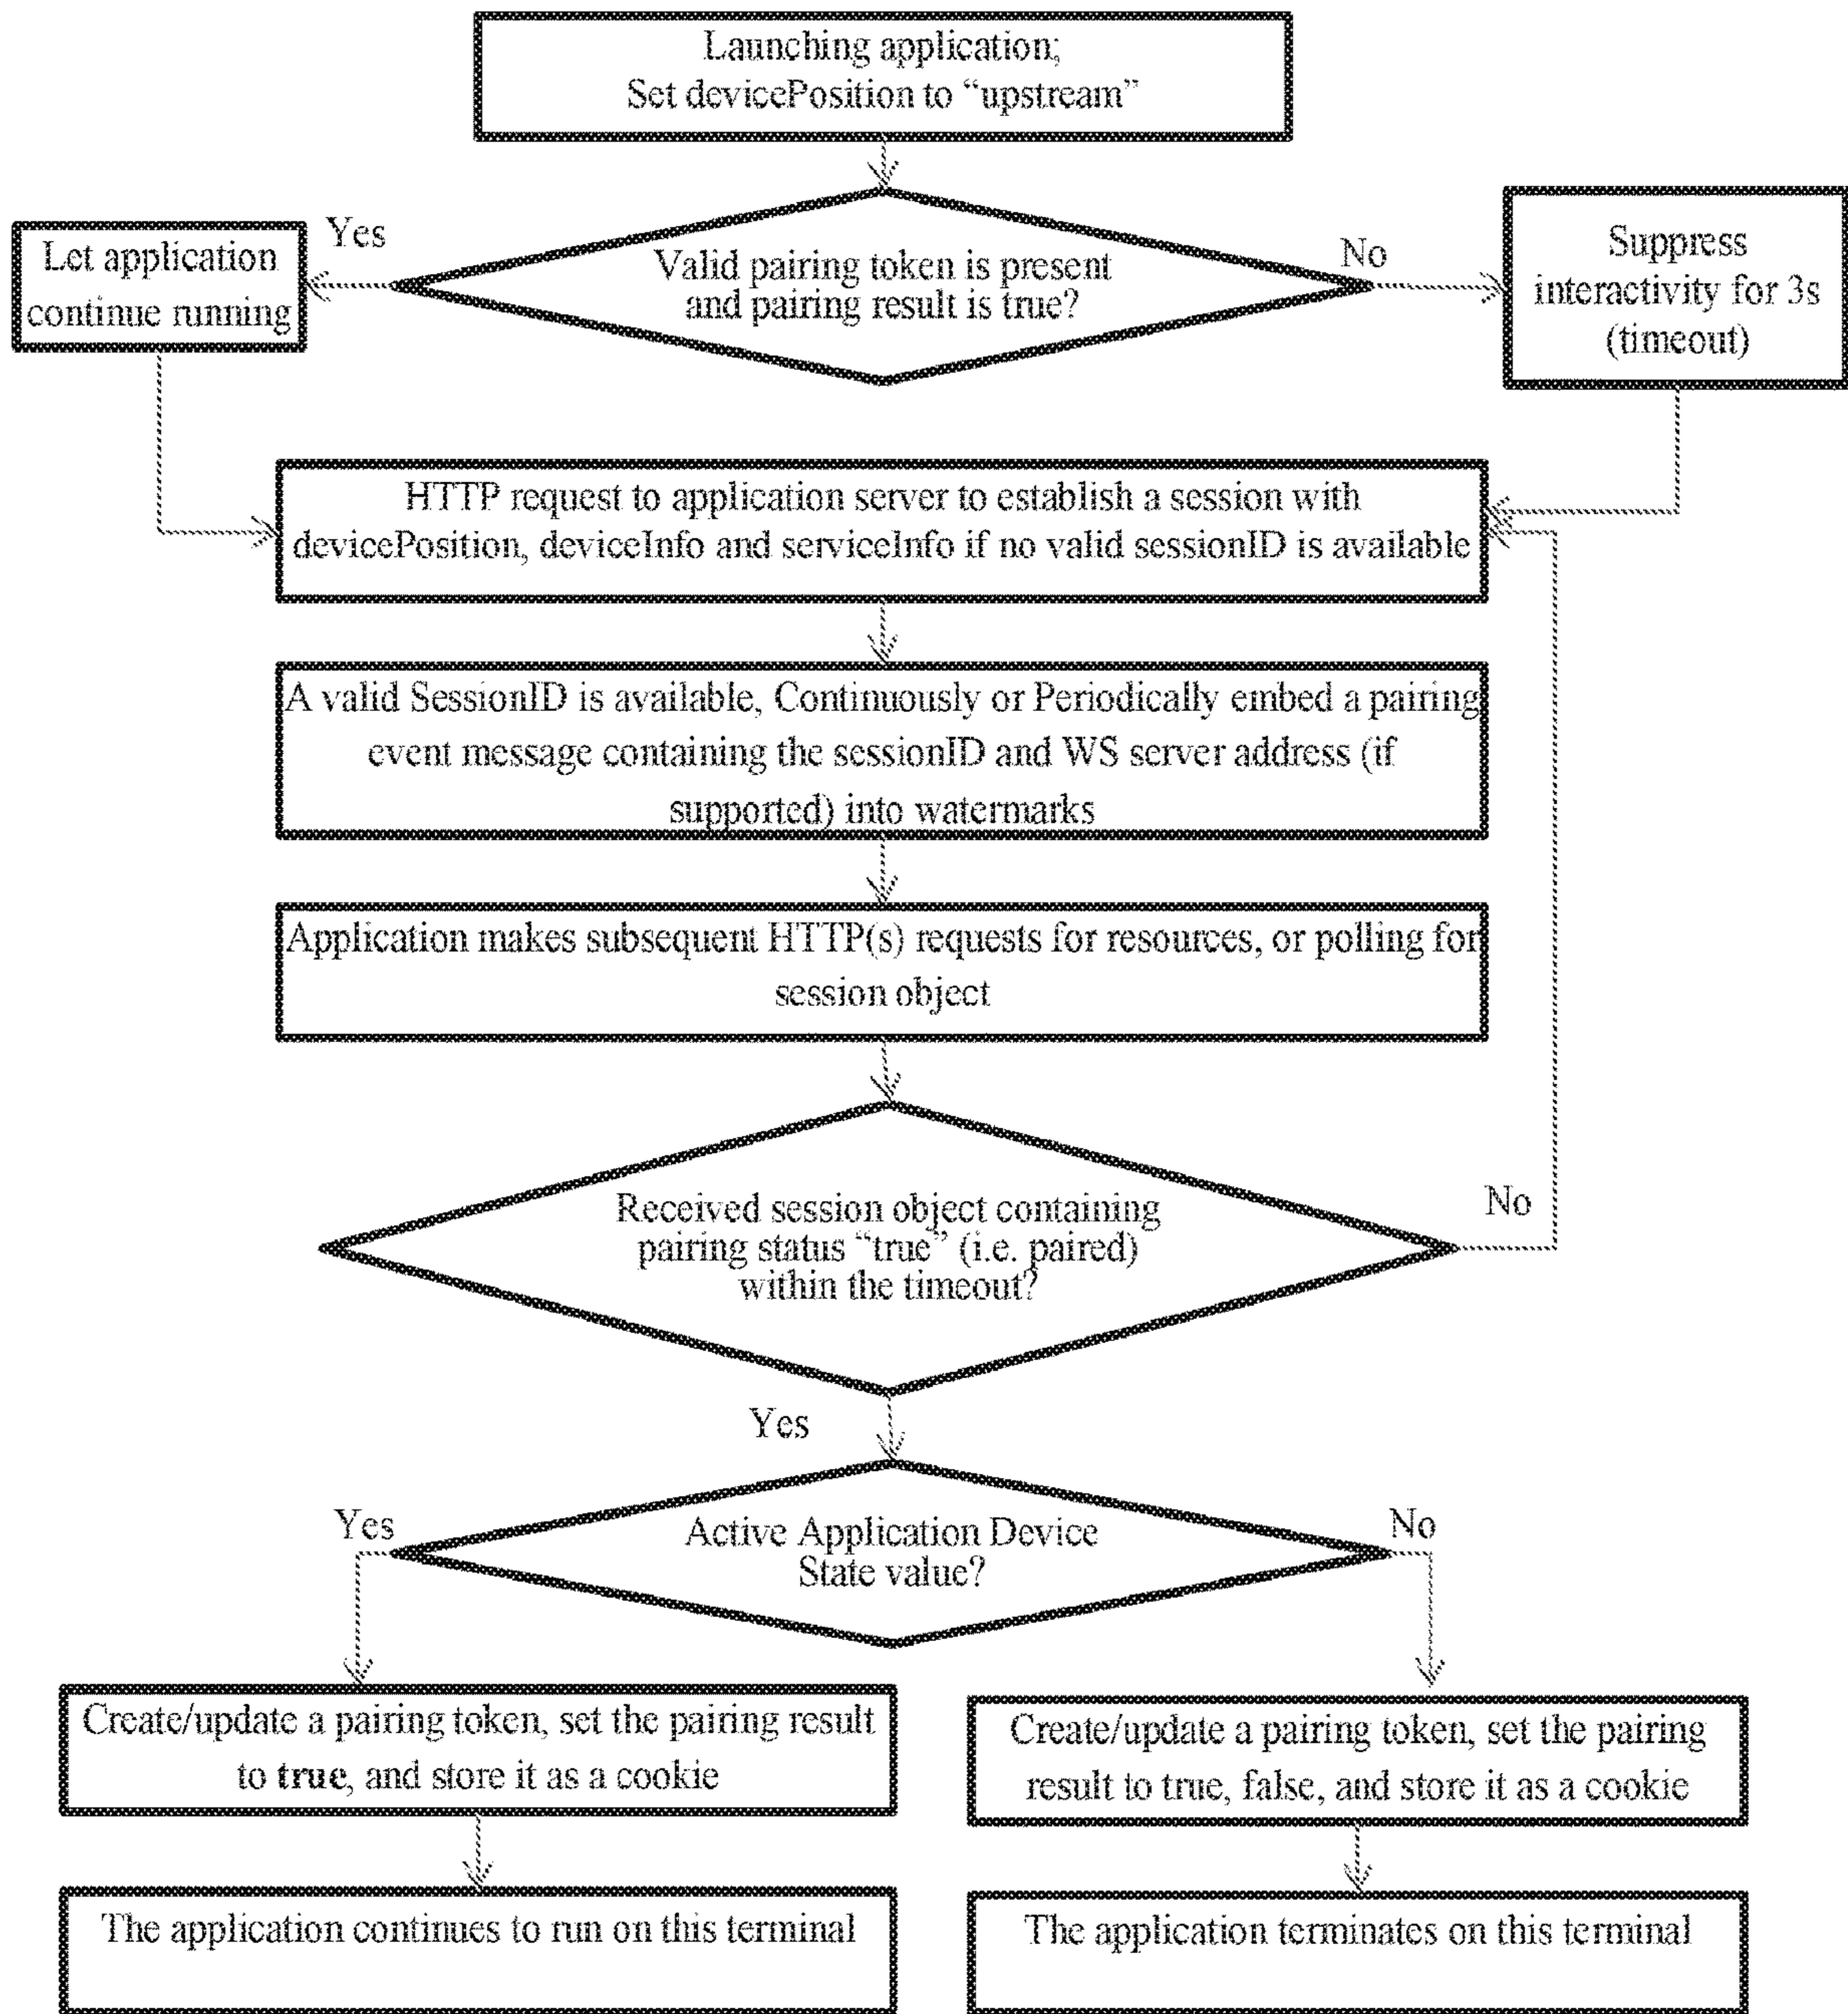 Launching application;
Set devicePosition to “upstream”
Yes
Let application
continue running
Valid pairing token is present
and pairing result is true?
No
Suppress
interactivity for 3s
(timeout)
HTTP request to application server to establish a session with
devicePosition, deviceInfo and serviceInfo if no valid sessionID is available
A valid SessionID is available, Continuously or Periodically embed a pairing
event message containing the sessionID and WS server address (if
supported) into watermarks
Application makes subsequent HTTP(s) requests for resources, or polling for
session object
Received session object containing
pairing status “true” (i.e. paired)
within the timeout?
No
Yes
Yes
Active Application Device
State value?
No
Create/update a pairing token, set the pairing result
to true, and store it as a cookie
Create/update a pairing token, set the pairing
result to true, false, and store it as a cookie
The application continues to run on this terminal
The application terminates on this terminal